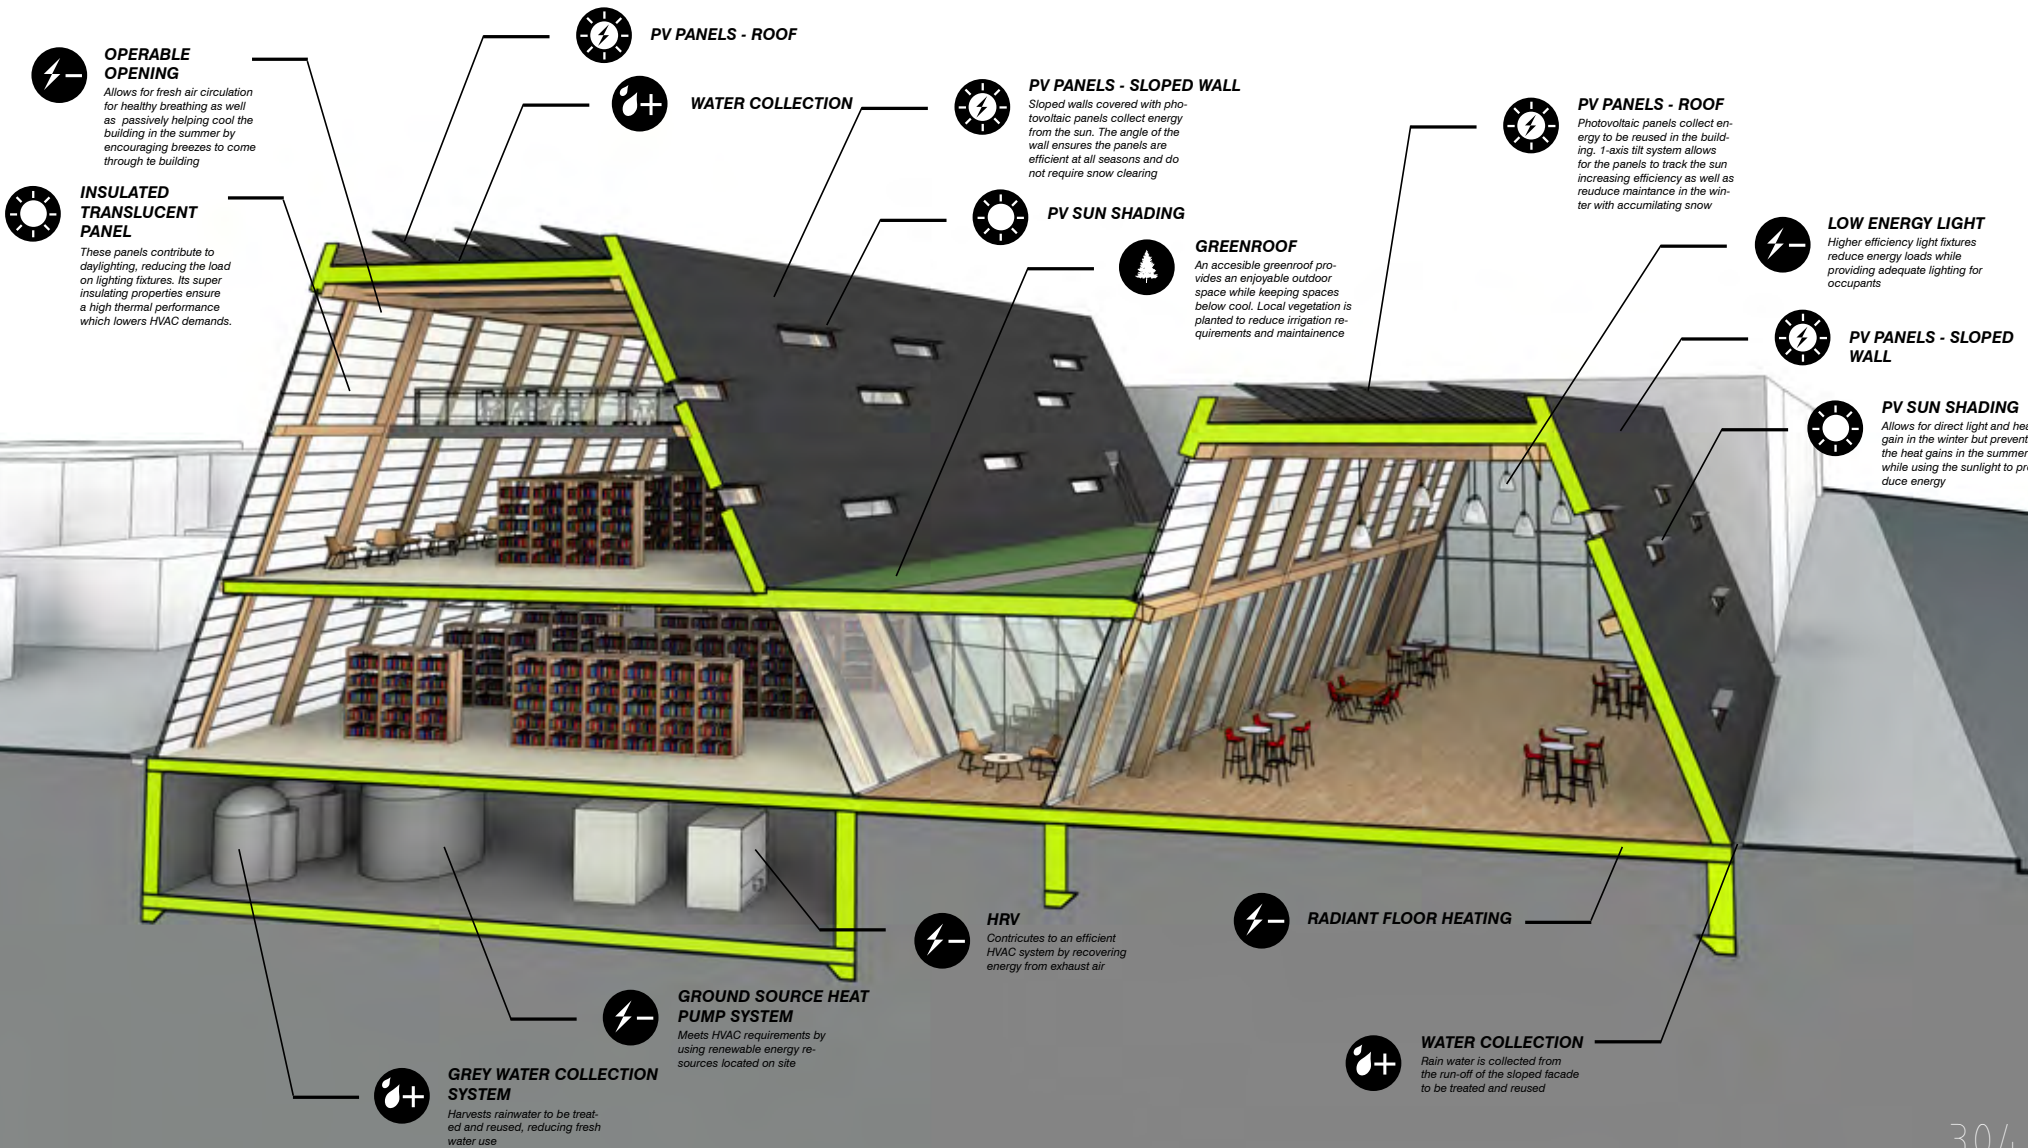 PV PANELS - ROOF
OPERABLE
OPENING
Allows for fresh air circulation
for healthy breathing as well
as passively helping cool the
building in the summer by
encouraging breezes to come
through te building
WATER COLLECTION
PV PANELS - SLOPED WALL
Sloped walls covered with pho-
tovoltaic panels collect energy
from the sun. The angle of the
wall ensures the panels are
efficient at all seasons and do
not require snow clearing
PV PANELS - ROOF
Photovoltaic panels collect en-
ergy to be reused in the build-
ing. 1-axis tilt system allows
for the panels to track the sun
increasing efficiency as well as
reuduce maintance in the win-
ter with accumilating snow
INSULATED
TRANSLUCENT
PANEL
These panels contribute to
daylighting, reducing the load
on lighting fixtures. Its super
insulating properties ensure
a high thermal performance
which lowers HVAC demands.
PV SUN SHADING
GREENROOF
An accesible greenroof pro-
vides an enjoyable outdoor
space while keeping spaces
below cool. Local vegetation is
planted to reduce irrigation re-
quirements and maintainence
LOW ENERGY LIGHT
Higher efficiency light fixtures
reduce energy loads while
providing adequate lighting for
occupants
PV PANELS - SLOPED
WALL
PV SUN SHADING
Allows for direct light and hea
gain in the winter but prevent
the heat gains in the summer
while using the sunlight to pr
duce energy
HRV
Contricutes to an efficient
HVAC system by recovering
energy from exhaust air
RADIANT FLOOR HEATING
GROUND SOURCE HEAT
PUMP SYSTEM
Meets HVAC requirements by
using renewable energy re-
sources located on site
WATER COLLECTION
Rain water is collected from
the run-off of the sloped facade
to be treated and reused
GREY WATER COLLECTION
SYSTEM
Harvests rainwater to be treat-
ed and reused, reducing fresh
water use
304